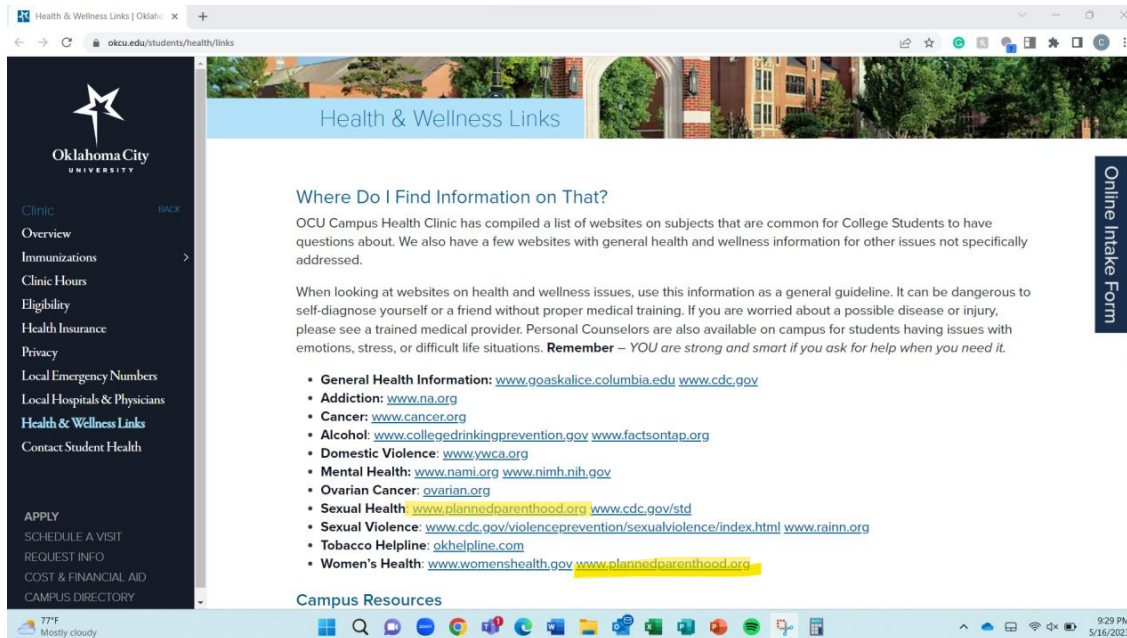 Health & Wellness Links | Oklaho
okcu.edu/students/health/links
Oklahoma City
UNIVERSITY
Clinic BACK
Overview
Immunizations
Clinic Hours
Eligibility
Health Insurance
Privacy
Local Emergency Numbers
Local Hospitals & Physicians
Health & Wellness Links
Contact Student Health
APPLY
SCHEDULE A VISIT
REQUEST INFO
COST & FINANCIAL AID
CAMPUS DIRECTORY
Health & Wellness Links
Where Do I Find Information on That?
OCU Campus Health Clinic has compiled a list of websites on subjects that are common for College Students to have
questions about. We also have a few websites with general health and wellness information for other issues not specifically
addressed.
When looking at websites on health and wellness issues, use this information as a general guideline. It can be dangerous to
self-diagnose yourself or a friend without proper medical training. If you are worried about a possible disease or injury,
please see a trained medical provider. Personal Counselors are also available on campus for students having issues with
emotions, stress, or difficult life situations. Remember – YOU are strong and smart if you ask for help when you need it.
• General Health Information: www.goaskalice.columbia.edu www.cdc.gov
• Addiction: www.na.org
• Cancer: www.cancer.org
• Alcohol: www.collegedrinkingprevention.gov www.factsontap.org
• Domestic Violence: www.ywca.org
• Mental Health: www.nami.org www.nimh.nih.gov
• Ovarian Cancer: ovarian.org
• Sexual Health: www.plannedparenthood.org www.cdc.gov/std
• Sexual Violence: www.cdc.gov/violenceprevention/sexualviolence/index.html www.rainn.org
• Tobacco Helpline: okhelpline.com
• Women's Health: www.womenshealth.gov www.plannedparenthood.org
Campus Resources
Online Intake Form
77°F
Mostly cloudy
9:29 PM
5/16/202